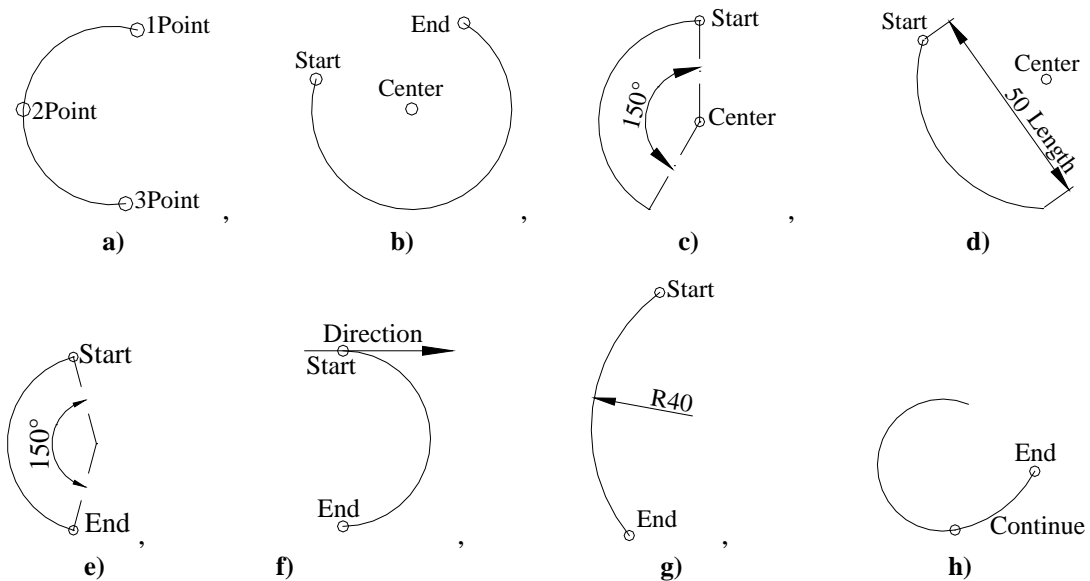 1Point
2Point
3Point
,
a)
End
Start
Center
,
b)
Start
150°
Center
,
c)
Start
Center
50 Length
d)
Start
150°
End
,
e)
Direction
Start
End
,
f)
Start
R40
End
,
g)
End
Continue
h)